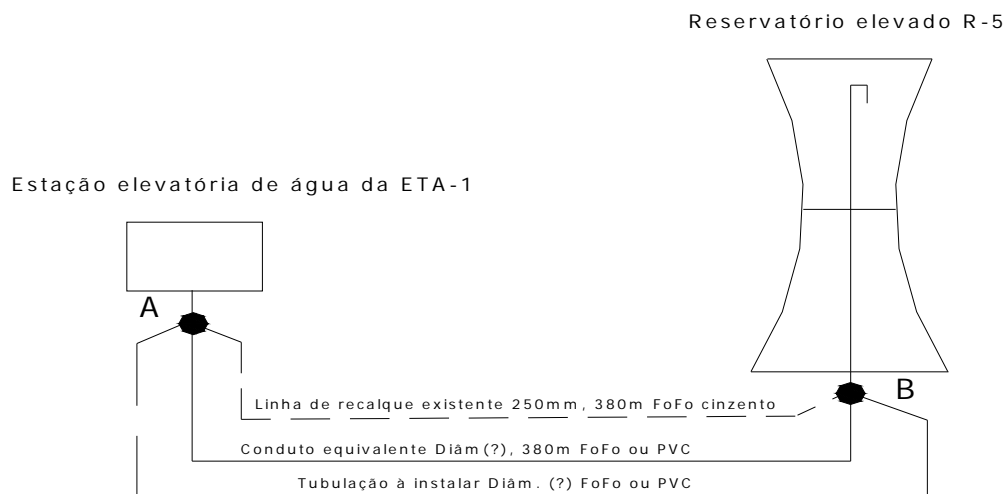 Reservatório elevado R-5
Estação elevatória de água da ETA-1
A
B
Linha de recalque existente 250mm, 380m FoFo cinzento
Conduto equivalente Diâm(?), 380m FoFo ou PVC
Tubulação à instalar Diâm. (?) FoFo ou PVC